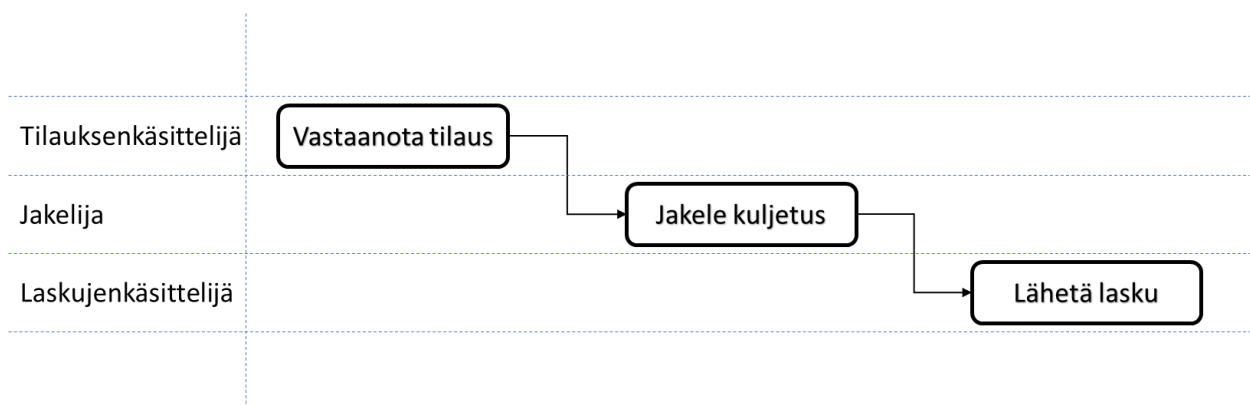 Tilauksenkäsittelijä
Vastaanota tilaus
Jakelija
Jakele kuljetus
Laskujenkäsittelijä
Lähetä lasku